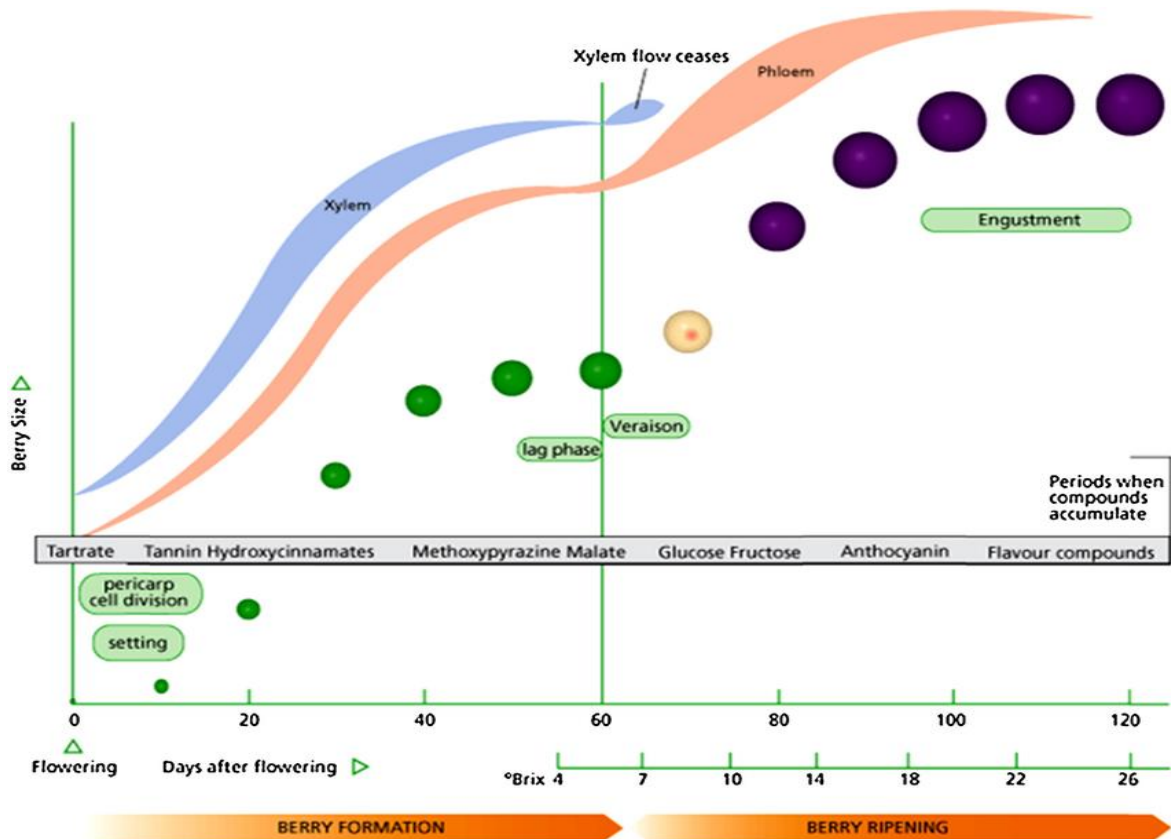 Xylem flow ceases
Phloem
Xylem
Engustment
Berry Size
Veraison
lag phase
Periods when
compounds
accumulate
Tartrate Tannin Hydroxycinnamates Methoxypyrazine Malate Glucose Fructose Anthocyanin Flavour compounds
pericarp
cell division
setting
0 20 40 60 80 100 120
Flowering Days after flowering
°Brix 4 7 10 14 18 22 26
BERRY FORMATION BERRY RIPENING